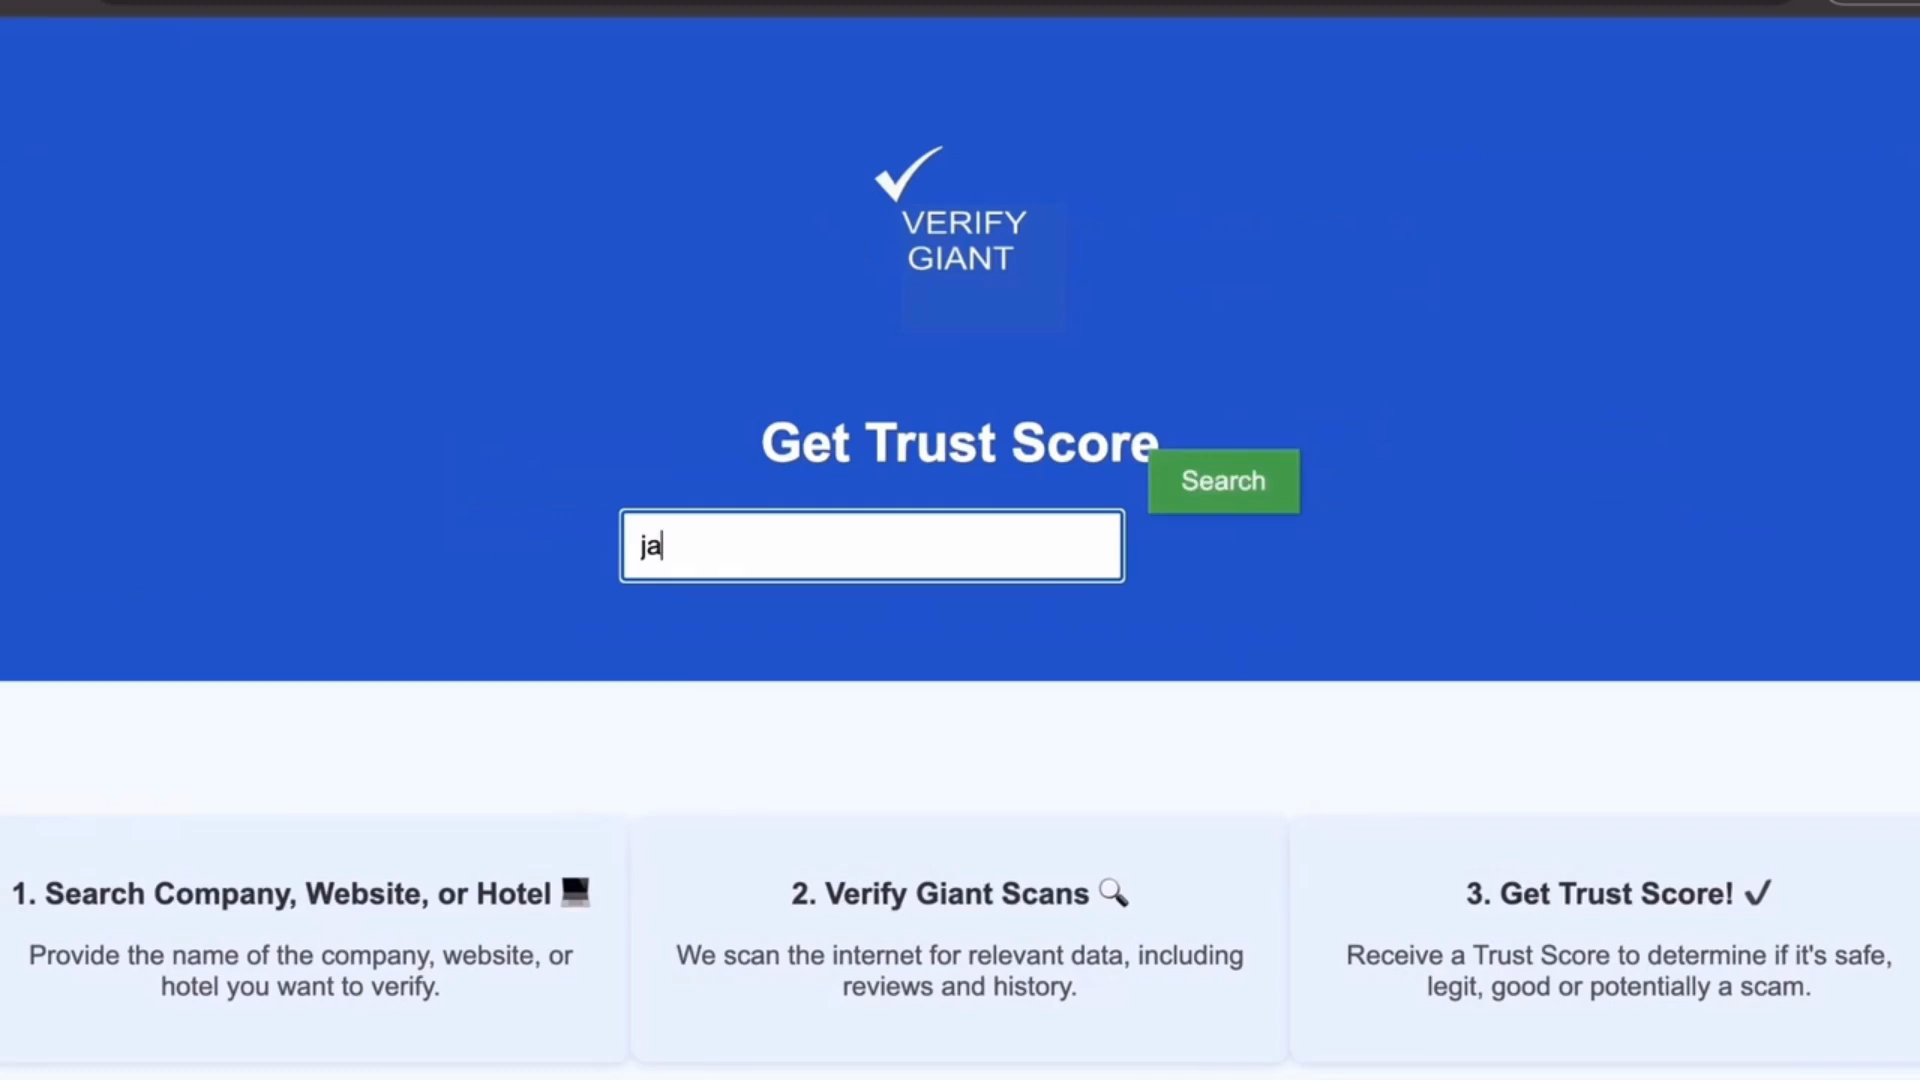 VERIFY
GIANT
Get Trust Score
Search
ja
1. Search Company, Website, or Hotel
Provide the name of the company, website, or
hotel you want to verify.
2. Verify Giant Scans
We scan the internet for relevant data, including
reviews and history.
3. Get Trust Score!
Receive a Trust Score to determine if it's safe,
legit, good or potentially a scam.